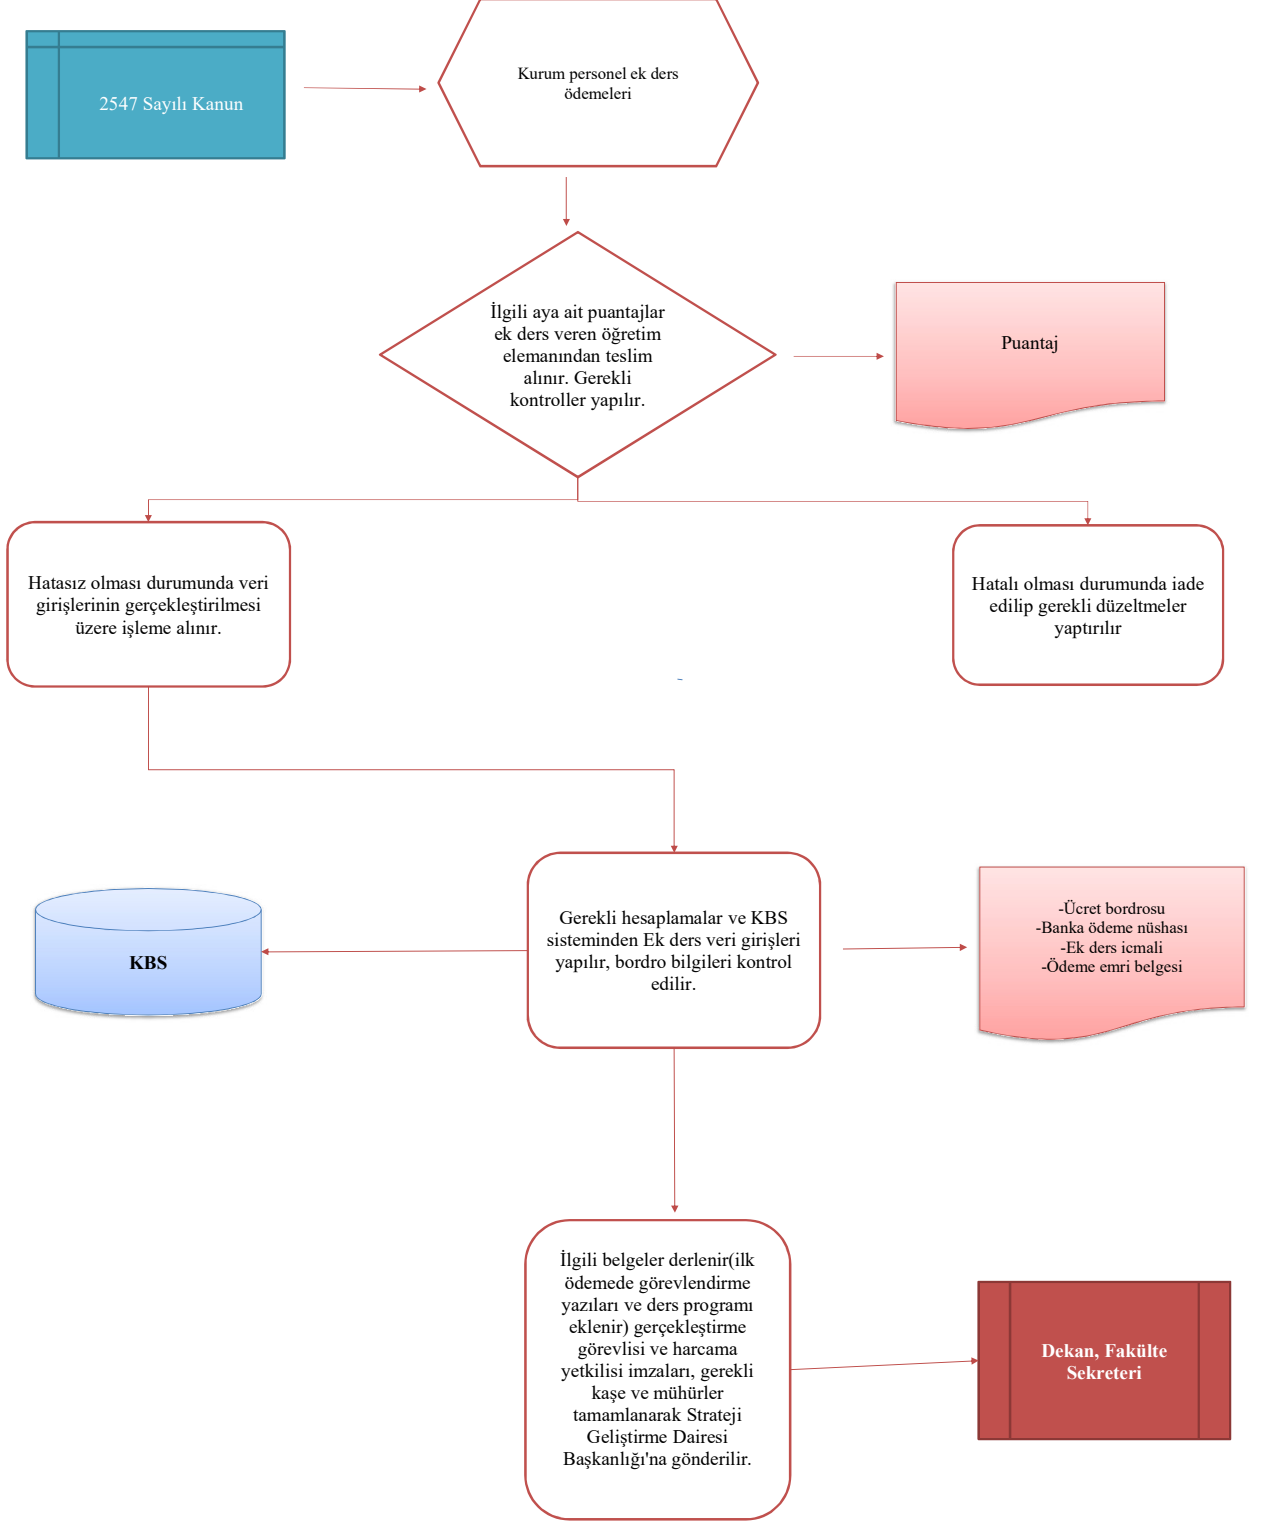 2547 Sayılı Kanun
Kurum personel ek ders
ödemeleri
İlgili aya ait puantajlar
ek ders veren öğretim
elemanından teslim
alınır. Gerekli
kontroller yapılır.
Puantaj
Hatasız olması durumunda veri
girişlerinin gerçekleştirilmesi
üzere işleme alınır.
Hatalı olması durumunda iade
edilip gerekli düzeltmeler
yaptırılır
KBS
Gerekli hesaplamalar ve KBS
sisteminden Ek ders veri girişleri
yapılır, bordro bilgileri kontrol
edilir.
-Ücret bordrosu
-Banka ödeme nüshası
-Ek ders icmali
-Ödeme emri belgesi
İlgili belgeler derlenir(ilk
ödemede görevlendirme
yazıları ve ders programı
eklenir) gerçekleştirme
görevlisi ve harcama
yetkilisi imzaları, gerekli
kaşe ve mühürler
tamamlanarak Strateji
Geliştirme Dairesi
Başkanlığı'na gönderilir.
Dekan, Fakülte
Sekreteri